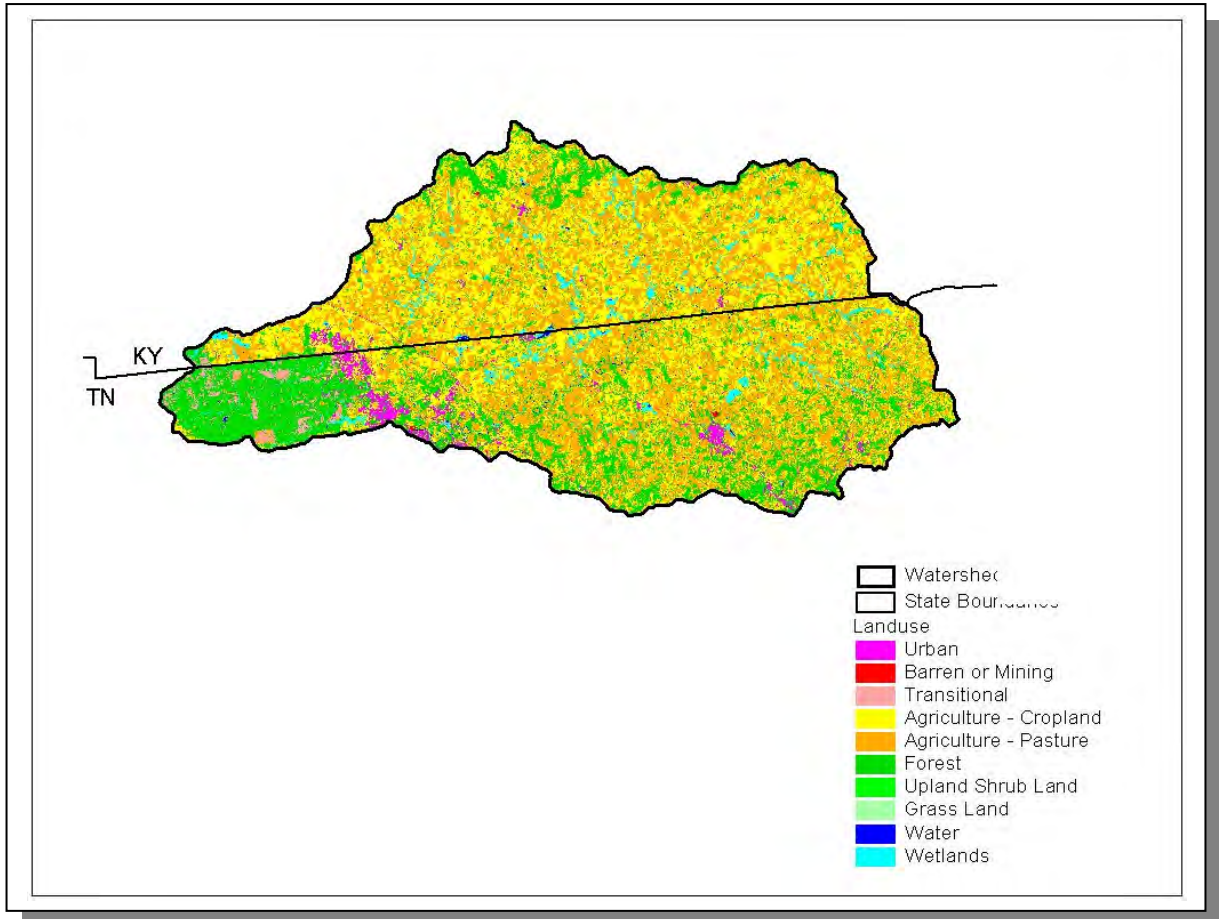 KY
TN
Watershed
State Boundaries
Landuse
Urban
Barren or Mining
Transitional
Agriculture - Cropland
Agriculture - Pasture
Forest
Upland Shrub Land
Grass Land
Water
Wetlands